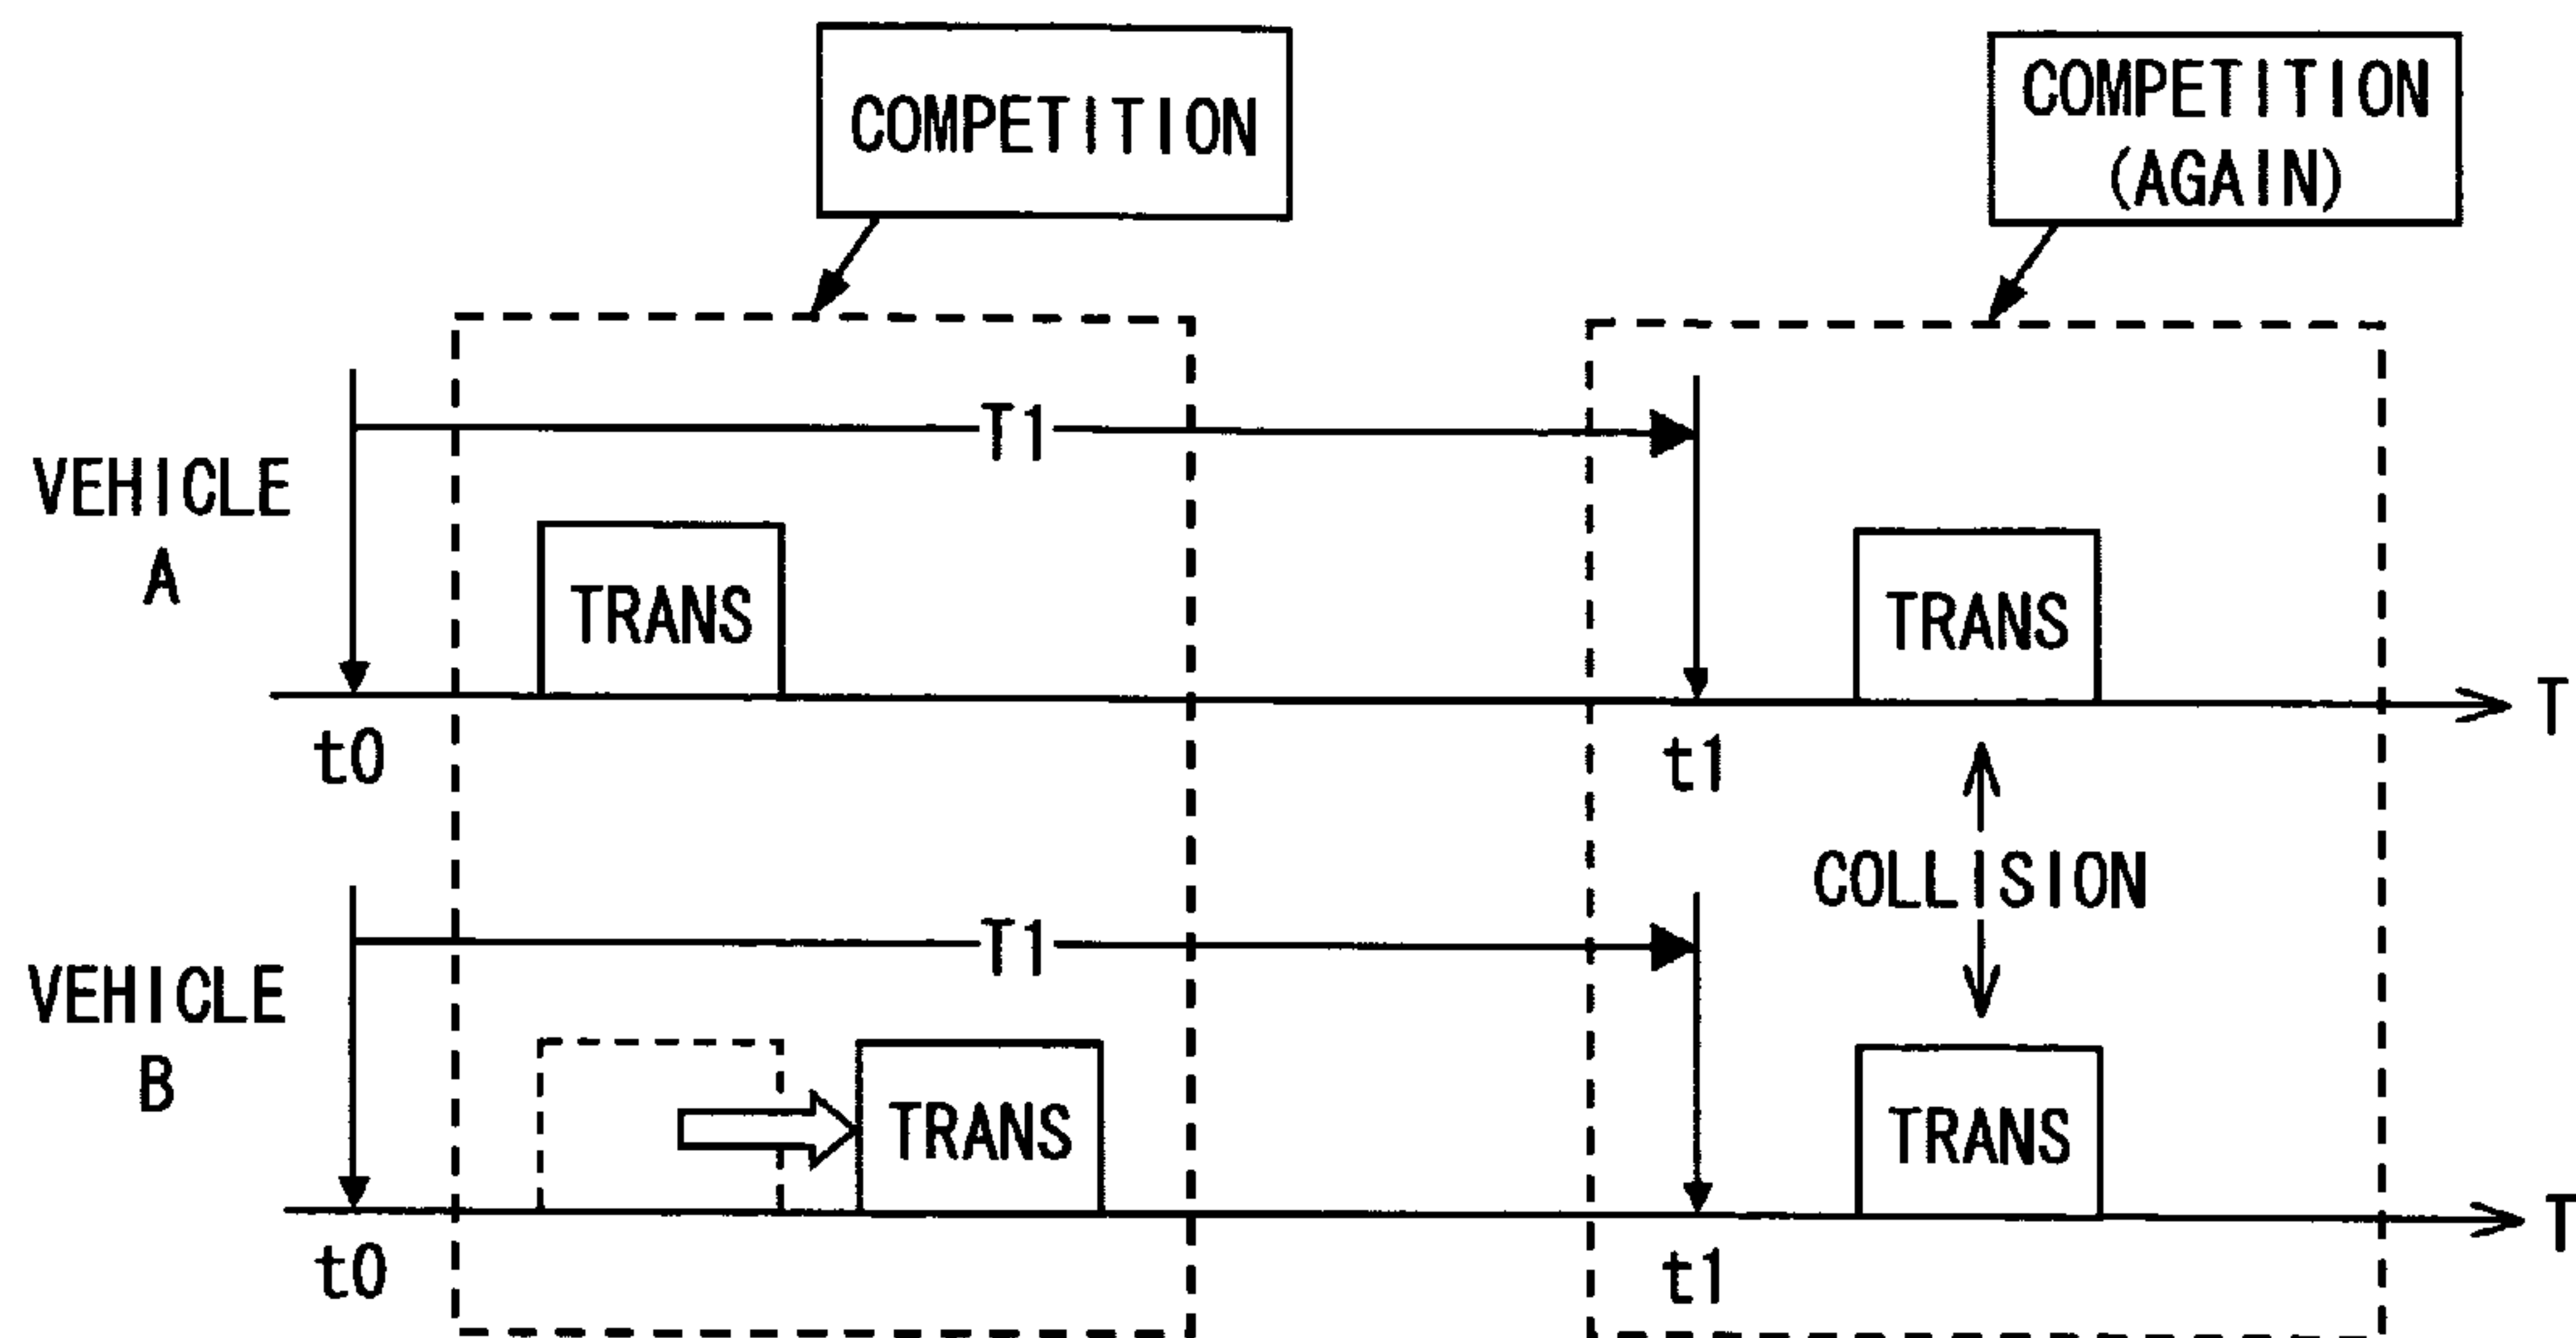 COMPETITION
COMPETITION
(AGAIN)
T1
VEHICLE
A
TRANS
TRANS
T
t0
t1
COLLISION
T1
VEHICLE
B
TRANS
TRANS
T
t0
t1